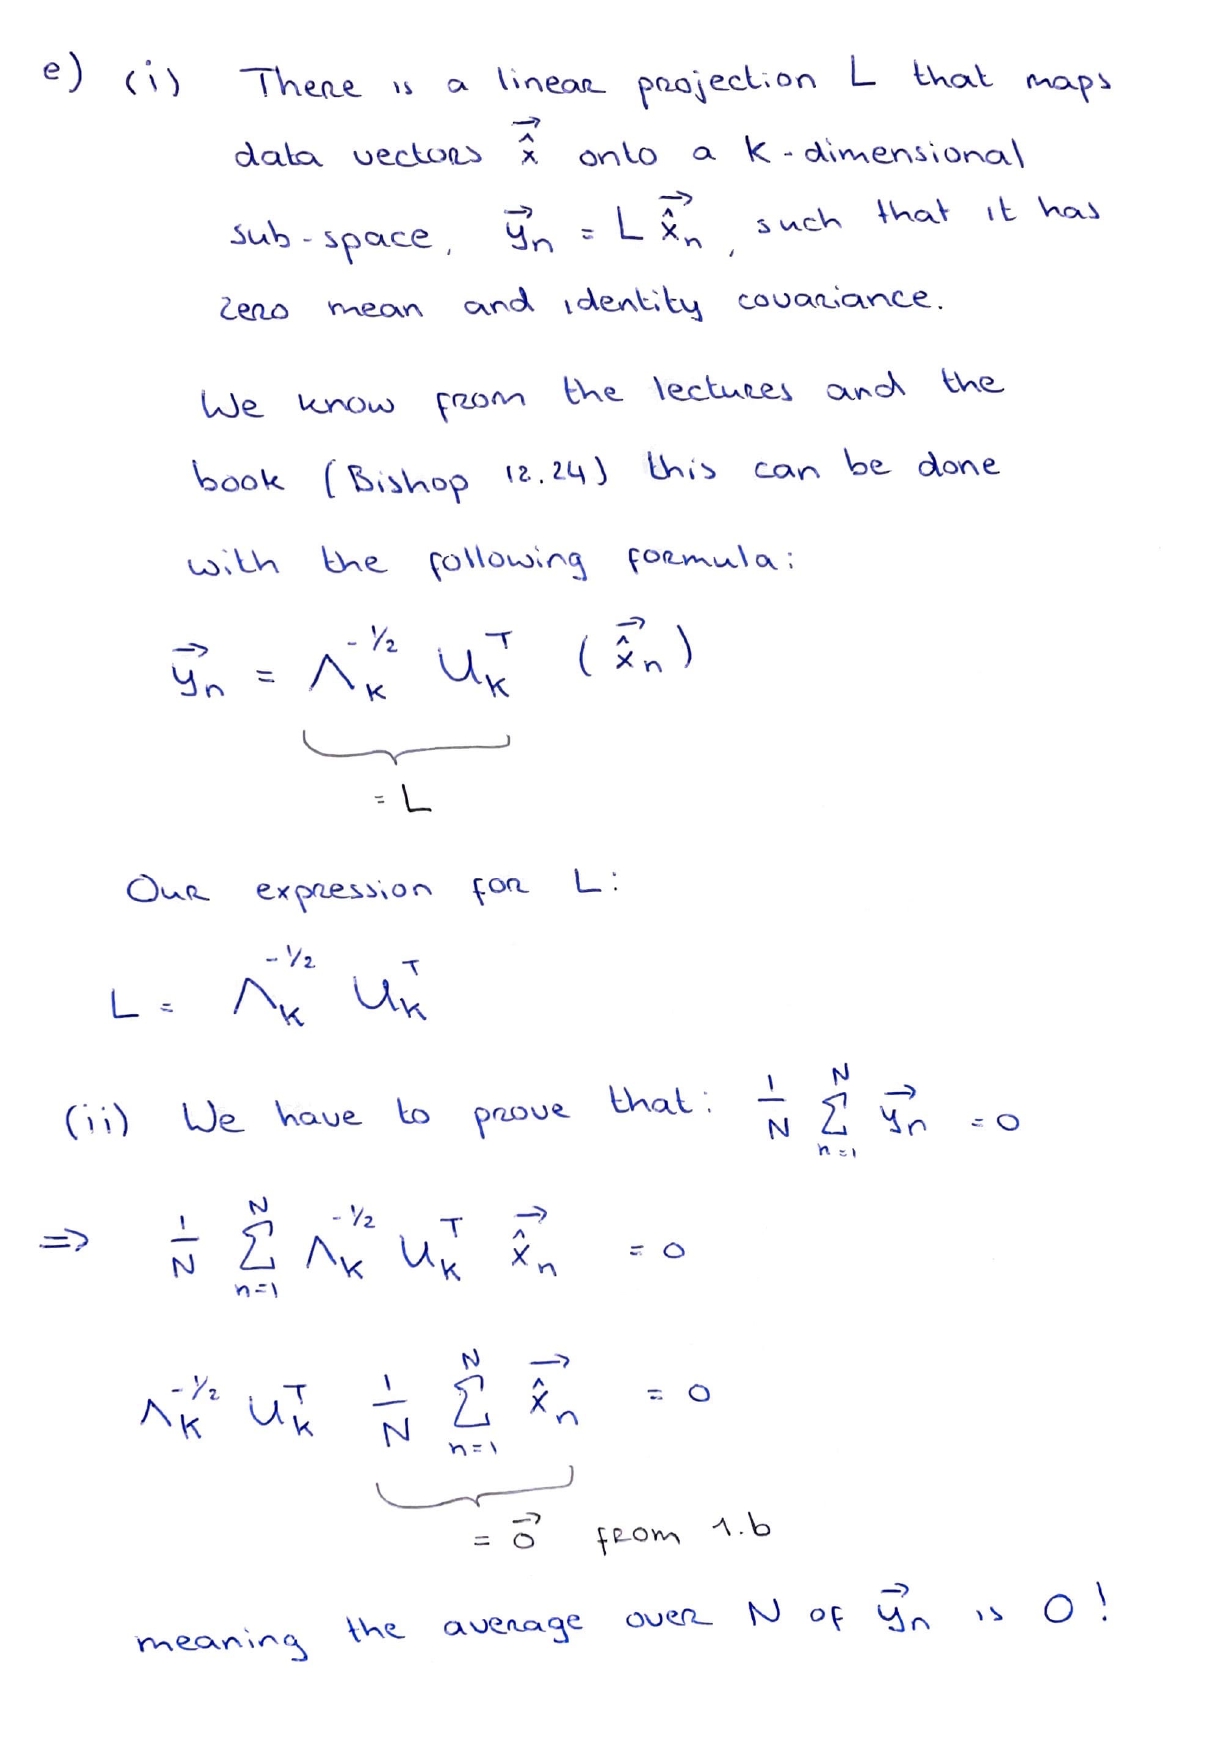 e) (i) There is a linear projection L that maps
data vectors $\vec{\hat{x}}$ onto a K-dimensional
sub-space, $\vec{y}_n = L \vec{\hat{x}}_n$, such that it has
zero mean and identity covariance.
We know from the lectures and the
book (Bishop 12.24) this can be done
with the following formula:
$\vec{y}_n = \Lambda_K^{-1/2} U_K^T (\vec{\hat{x}}_n)$
= L
Our expression for L:
$L = \Lambda_K^{-1/2} U_K^T$
(ii) We have to prove that: $\frac{1}{N} \sum_{n=1}^{N} \vec{y}_n = 0$
$\Rightarrow \frac{1}{N} \sum_{n=1}^{N} \Lambda_K^{-1/2} U_K^T \vec{\hat{x}}_n = 0$
$\Lambda_K^{-1/2} U_K^T \frac{1}{N} \sum_{n=1}^{N} \vec{\hat{x}}_n = 0$
$= \vec{0}$ from 1.b
meaning the average over N of $\vec{y}_n$ is 0!